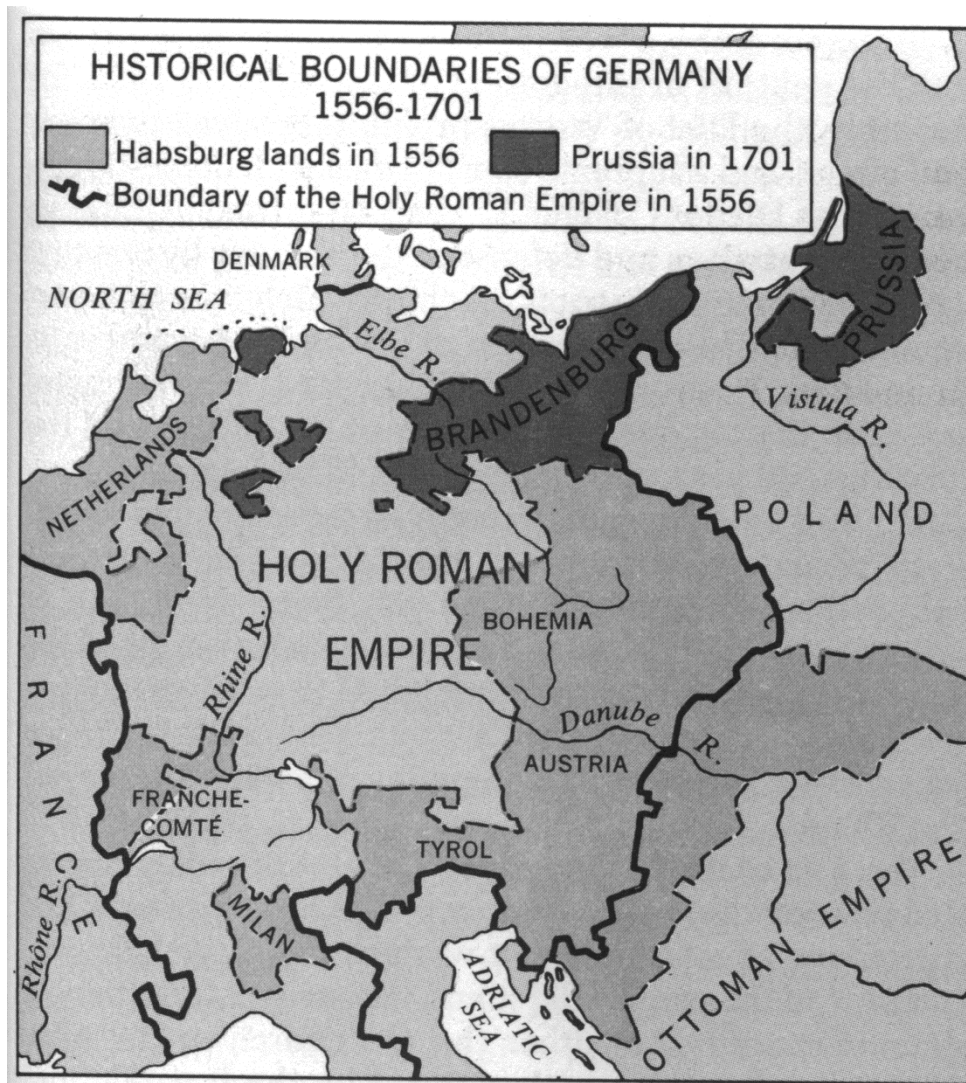 HISTORICAL BOUNDARIES OF GERMANY
1556-1701
Habsburg lands in 1556
Prussia in 1701
Boundary of the Holy Roman Empire in 1556
DENMARK
NORTH SEA
Elbe R.
PRUSSIA
BRANDENBURG
Vistula R.
NETHERLANDS
POLAND
HOLY ROMAN
EMPIRE
BOHEMIA
FRANCE
Rhine R.
Danube
R.
AUSTRIA
FRANCHE-
COMTÉ
TYROL
MILAN
Rhône R.
ADRIATIC
SEA
OTTOMAN EMPIRE